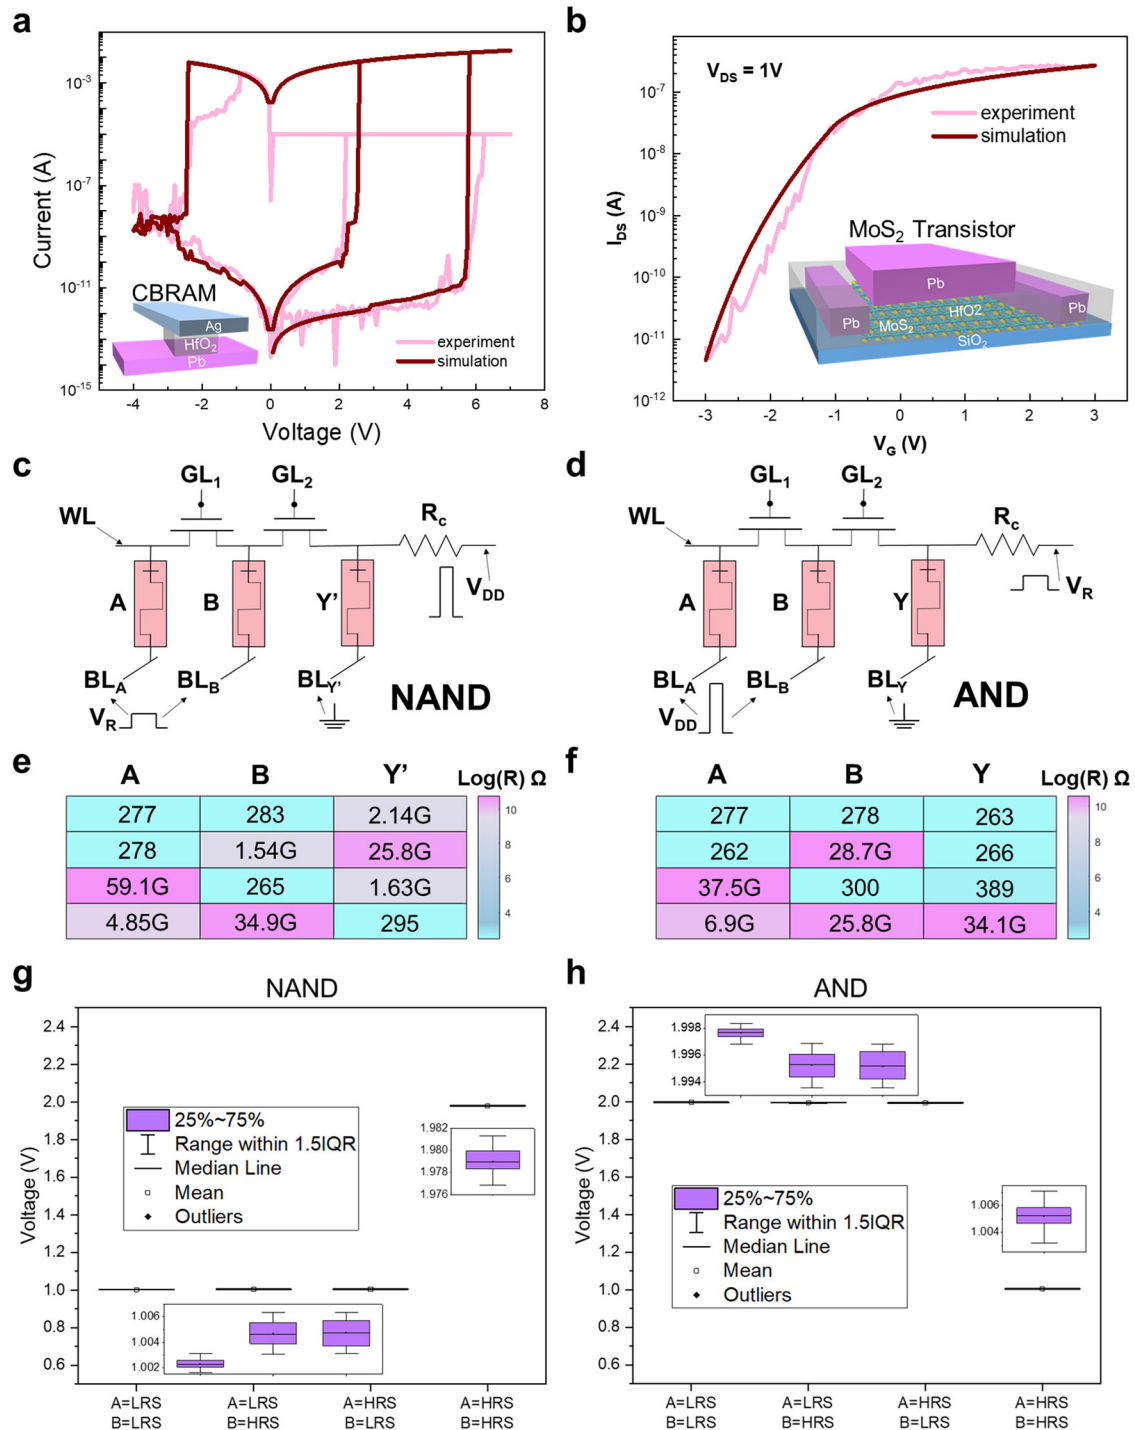 a
Current (A)
10⁻³
10⁻⁷
10⁻¹¹
10⁻¹⁵
CBRAM
Ag
HfO₂
Pb
experiment
simulation
-4 -2 0 2 4 6 8
Voltage (V)
b
V_DS = 1V
I_DS (A)
10⁻⁷
10⁻⁸
10⁻⁹
10⁻¹⁰
10⁻¹¹
10⁻¹²
experiment
simulation
MoS₂ Transistor
Pb
Pb
Pb
MoS₂
HfO2
SiO₂
-3 -2 -1 0 1 2 3
V_G (V)
c
GL₁ GL₂
WL
R_c
V_DD
A B Y’
BL_A BL_B BL_Y’
V_R
NAND
d
GL₁ GL₂
WL
R_c
V_R
A B Y
BL_A BL_B BL_Y
V_DD
AND
e
A B Y’ Log(R) Ω
277 283 2.14G
278 1.54G 25.8G
59.1G 265 1.63G
4.85G 34.9G 295
10
8
6
4
f
A B Y Log(R) Ω
277 278 263
262 28.7G 266
37.5G 300 389
6.9G 25.8G 34.1G
10
8
6
4
g
NAND
Voltage (V)
2.4
2.2
2.0
1.8
1.6
1.4
1.2
1.0
0.8
0.6
25%~75%
Range within 1.5IQR
Median Line
Mean
Outliers
1.982
1.980
1.978
1.976
1.006
1.004
1.002
A=LRS A=LRS A=HRS A=HRS
B=LRS B=HRS B=LRS B=HRS
h
AND
Voltage (V)
2.4
2.2
2.0
1.8
1.6
1.4
1.2
1.0
0.8
0.6
1.998
1.996
1.994
25%~75%
Range within 1.5IQR
Median Line
Mean
Outliers
1.006
1.004
A=LRS A=LRS A=HRS A=HRS
B=LRS B=HRS B=LRS B=HRS